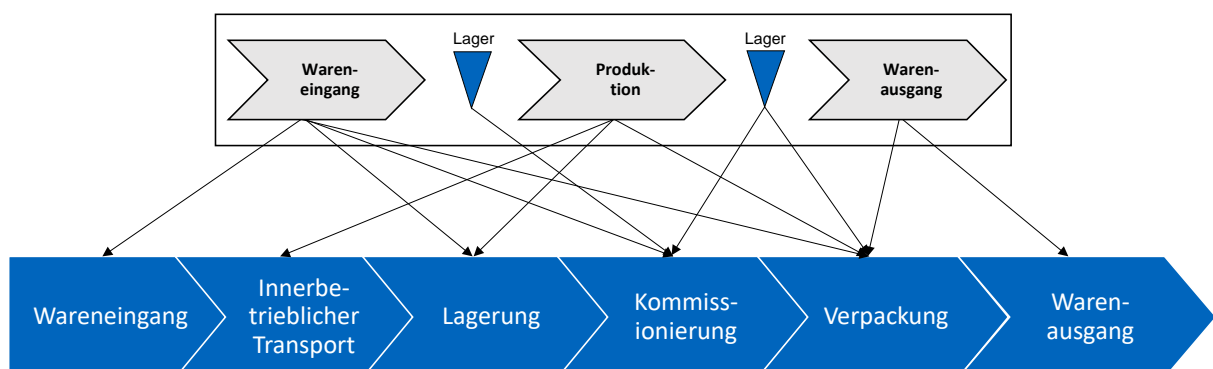 Waren-
eingang
Lager
Produk-
tion
Lager
Waren-
ausgang
Wareneingang
Innerbe-
trieblicher
Transport
Lagerung
Kommiss-
ionierung
Verpackung
Waren-
ausgang